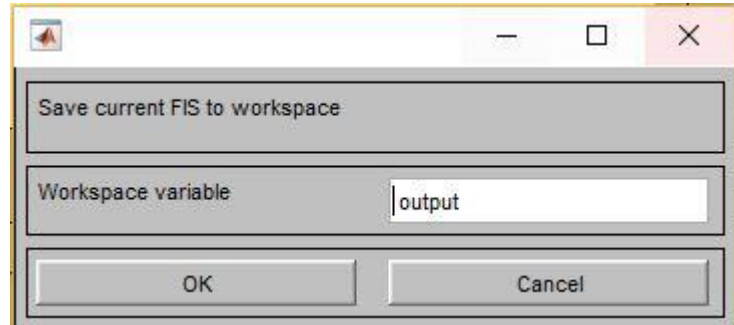 Save current FIS to workspace
Workspace variable output
OK Cancel